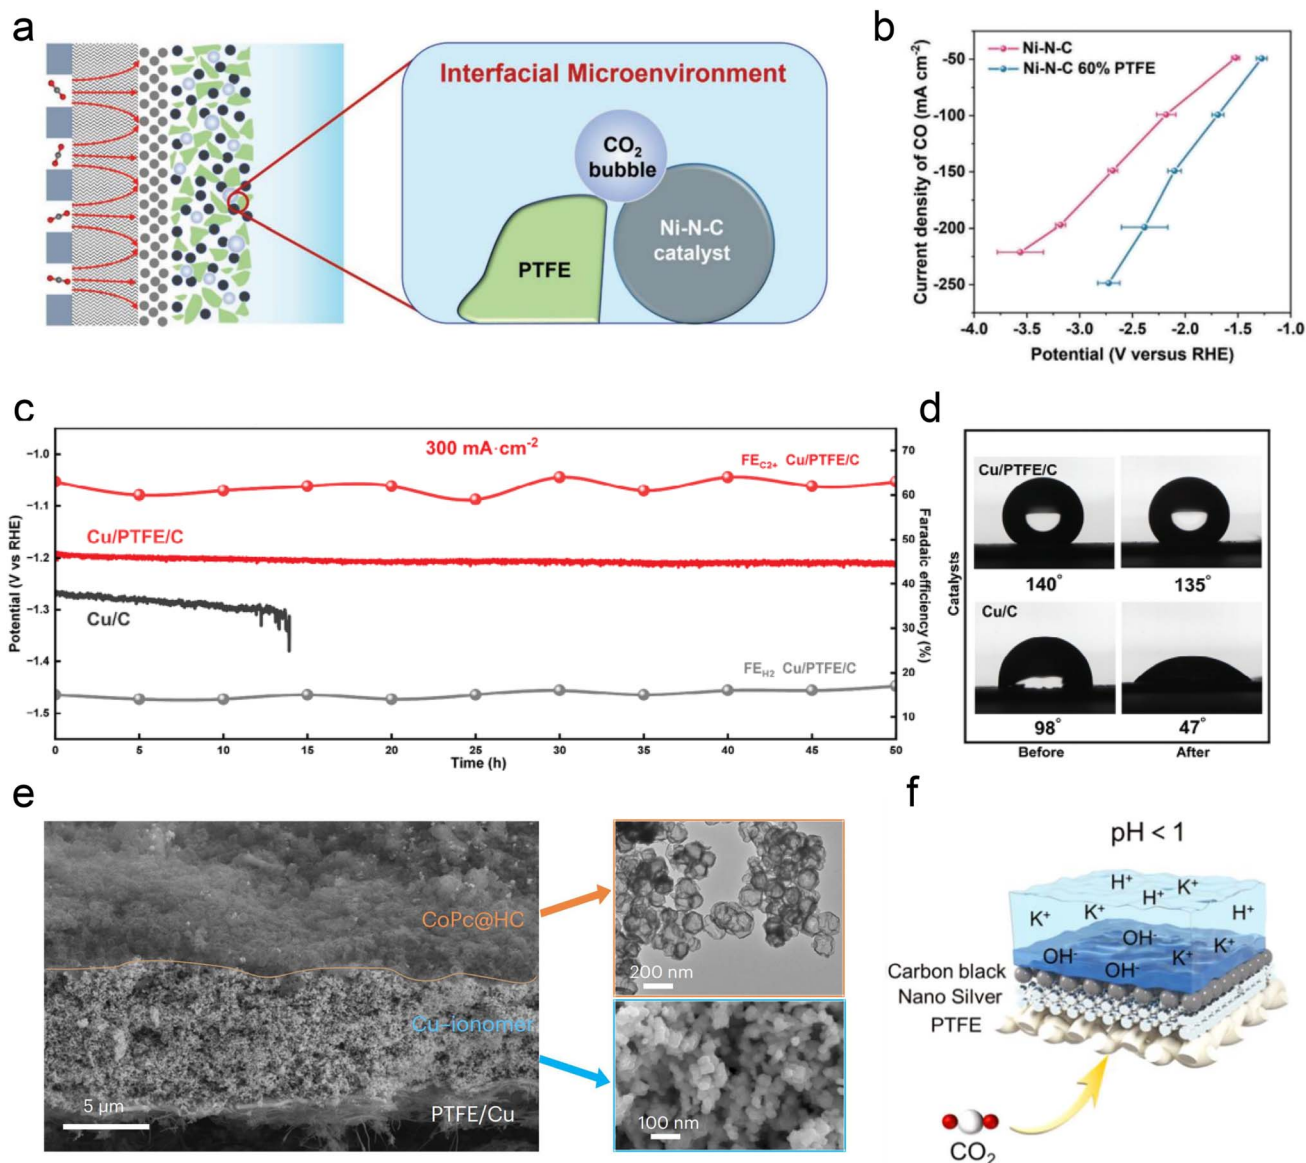 a
Interfacial Microenvironment
CO2
bubble
Ni-N-C
catalyst
PTFE
b
Ni-N-C
Ni-N-C 60% PTFE
Current density of CO (mA cm-2)
-50
-100
-150
-200
-250
-4.0 -3.5 -3.0 -2.5 -2.0 -1.5 -1.0
Potential (V versus RHE)
c
300 mA·cm-2
FEC2+ Cu/PTFE/C
Cu/PTFE/C
Cu/C
FEH2 Cu/PTFE/C
Potential (V vs RHE)
−1.0
−1.1
−1.2
−1.3
−1.4
−1.5
Faradaic efficiency (%)
70
60
50
40
30
20
10
0 5 10 15 20 25 30 35 40 45 50
Time (h)
d
Catalysts
Cu/PTFE/C
140° 135°
Cu/C
98° 47°
Before After
e
CoPc@HC
Cu–ionomer
5 µm
PTFE/Cu
200 nm
100 nm
f
pH < 1
H+ K+
H+ K+
K+ K+ H+
OH-
OH- OH- K+ K+
Carbon black
Nano Silver
PTFE
CO2